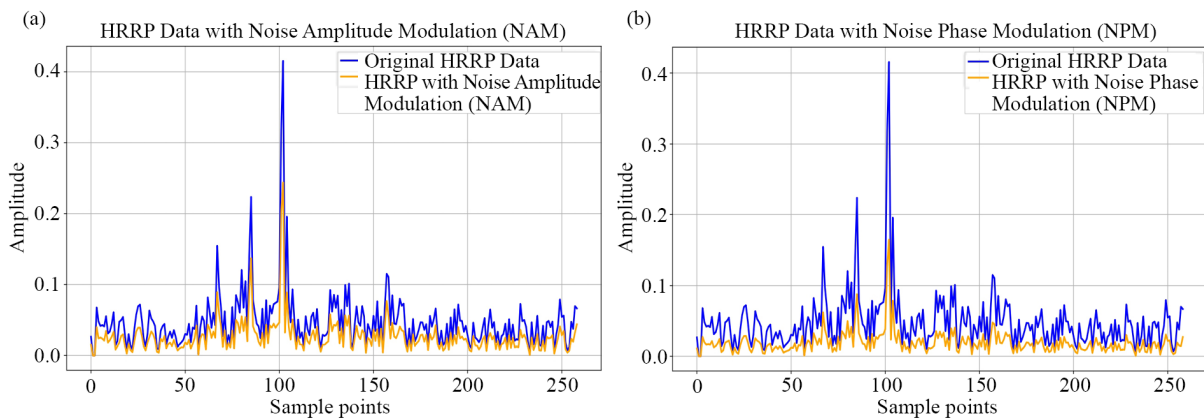 (a)
HRRP Data with Noise Amplitude Modulation (NAM)
Original HRRP Data
HRRP with Noise Amplitude
Modulation (NAM)
Amplitude
0.4
0.3
0.2
0.1
0.0
0
50
100
150
200
250
Sample points
(b)
HRRP Data with Noise Phase Modulation (NPM)
Original HRRP Data
HRRP with Noise Phase
Modulation (NPM)
Amplitude
0.4
0.3
0.2
0.1
0.0
0
50
100
150
200
250
Sample points